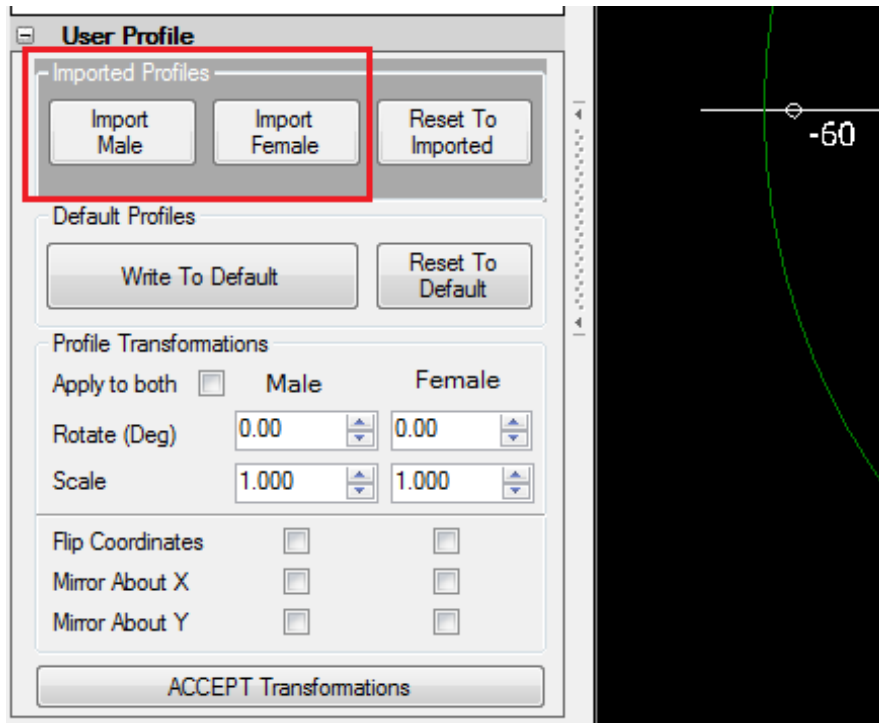 User Profile
Imported Profiles
Import Male
Import Female
Reset To Imported
Default Profiles
Write To Default
Reset To Default
Profile Transformations
Apply to both Male Female
Rotate (Deg) 0.00 0.00
Scale 1.000 1.000
Flip Coordinates
Mirror About X
Mirror About Y
ACCEPT Transformations
-60